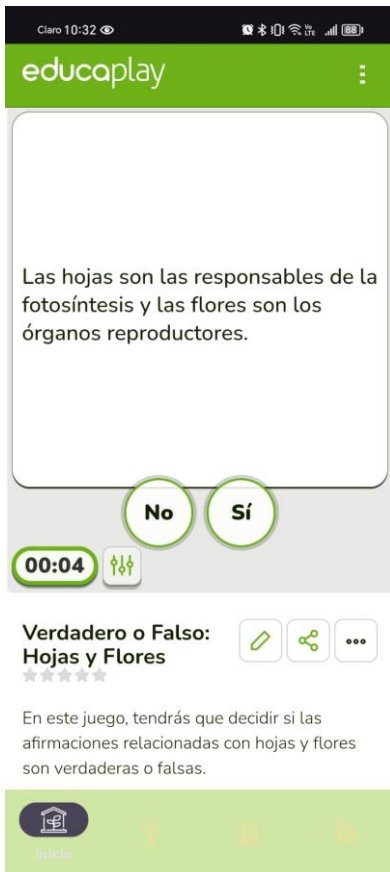 Claro 10:32
Vo
LTE
88
educaplay
Las hojas son las responsables de la
fotosíntesis y las flores son los
órganos reproductores.
No
Sí
00:04
Verdadero o Falso:
Hojas y Flores
En este juego, tendrás que decidir si las
afirmaciones relacionadas con hojas y flores
son verdaderas o falsas.
Inicio